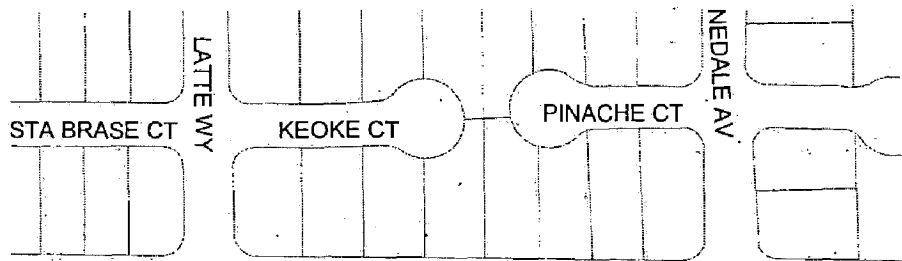 STA BRASE CT
LATTE WY
KEOKE CT
PINACHE CT
NEDALE AV